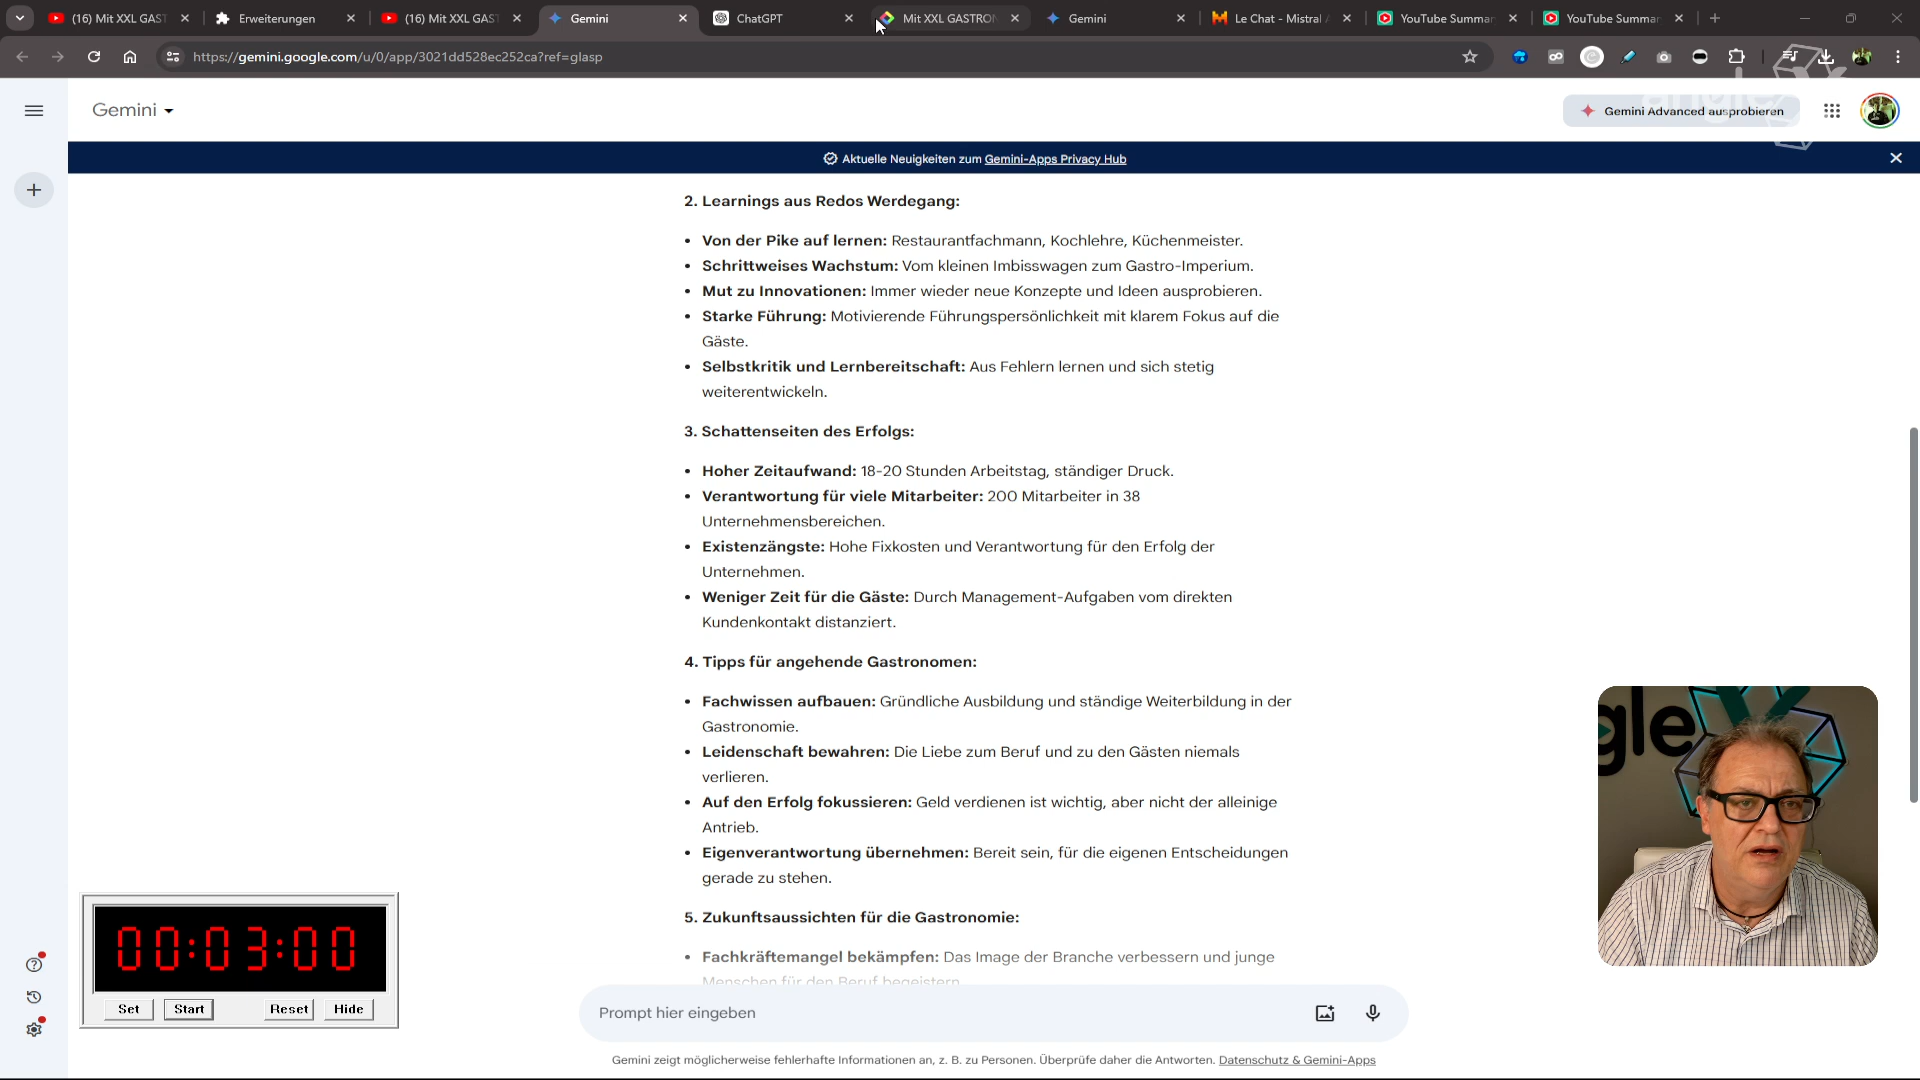 (16) Mit XXL GAST
Erweiterungen
(16) Mit XXL GAS
Gemini
ChatGPT
Mit XXL GASTRON
Gemini
Le Chat - Mistral A
YouTube Summar
YouTube Summar
https://gemini.google.com/u/0/app/3021dd528ec252ca?ref=glasp
Gemini
Gemini Advanced ausprobieren
Aktuelle Neuigkeiten zum Gemini-Apps Privacy Hub
2. Learnings aus Redos Werdegang:
• Von der Pike auf lernen: Restaurantfachmann, Kochlehre, Küchenmeister.
• Schrittweises Wachstum: Vom kleinen Imbisswagen zum Gastro-Imperium.
• Mut zu Innovationen: Immer wieder neue Konzepte und Ideen ausprobieren.
• Starke Führung: Motivierende Führungspersönlichkeit mit klarem Fokus auf die
Gäste.
• Selbstkritik und Lernbereitschaft: Aus Fehlern lernen und sich stetig
weiterentwickeln.
3. Schattenseiten des Erfolgs:
• Hoher Zeitaufwand: 18-20 Stunden Arbeitstag, ständiger Druck.
• Verantwortung für viele Mitarbeiter: 200 Mitarbeiter in 38
Unternehmensbereichen.
• Existenzängste: Hohe Fixkosten und Verantwortung für den Erfolg der
Unternehmen.
• Weniger Zeit für die Gäste: Durch Management-Aufgaben vom direkten
Kundenkontakt distanziert.
4. Tipps für angehende Gastronomen:
• Fachwissen aufbauen: Gründliche Ausbildung und ständige Weiterbildung in der
Gastronomie.
• Leidenschaft bewahren: Die Liebe zum Beruf und zu den Gästen niemals
verlieren.
• Auf den Erfolg fokussieren: Geld verdienen ist wichtig, aber nicht der alleinige
Antrieb.
• Eigenverantwortung übernehmen: Bereit sein, für die eigenen Entscheidungen
gerade zu stehen.
5. Zukunftsaussichten für die Gastronomie:
• Fachkräftemangel bekämpfen: Das Image der Branche verbessern und junge
Menschen für den Beruf begeistern.
00:03:00
Set Start Reset Hide
gle
Prompt hier eingeben
Gemini zeigt möglicherweise fehlerhafte Informationen an, z. B. zu Personen. Überprüfe daher die Antworten. Datenschutz & Gemini-Apps